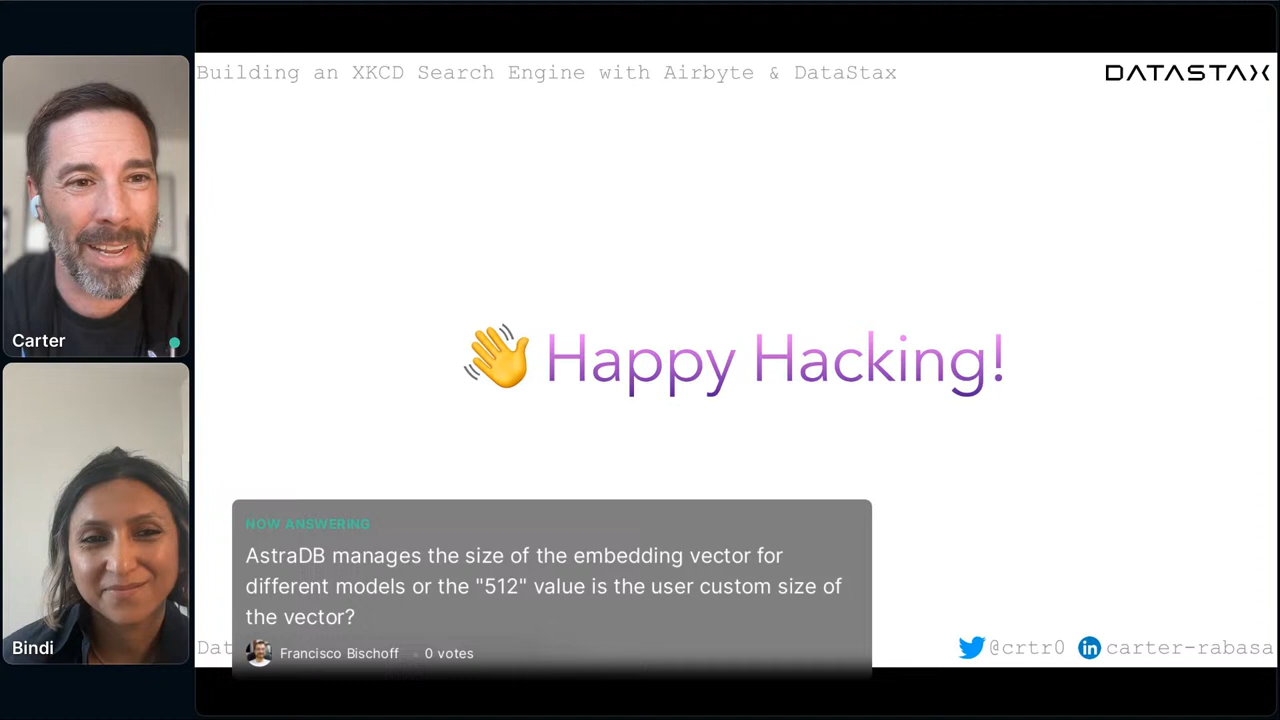 Building an XKCD Search Engine with Airbyte & DataStax
DATASTAX
Carter
👋 Happy Hacking!
NOW ANSWERING
AstraDB manages the size of the embedding vector for
different models or the "512" value is the user custom size of
the vector?
Francisco Bischoff
0 votes
Bindi
Dat
@crtr0
in
carter-rabasa